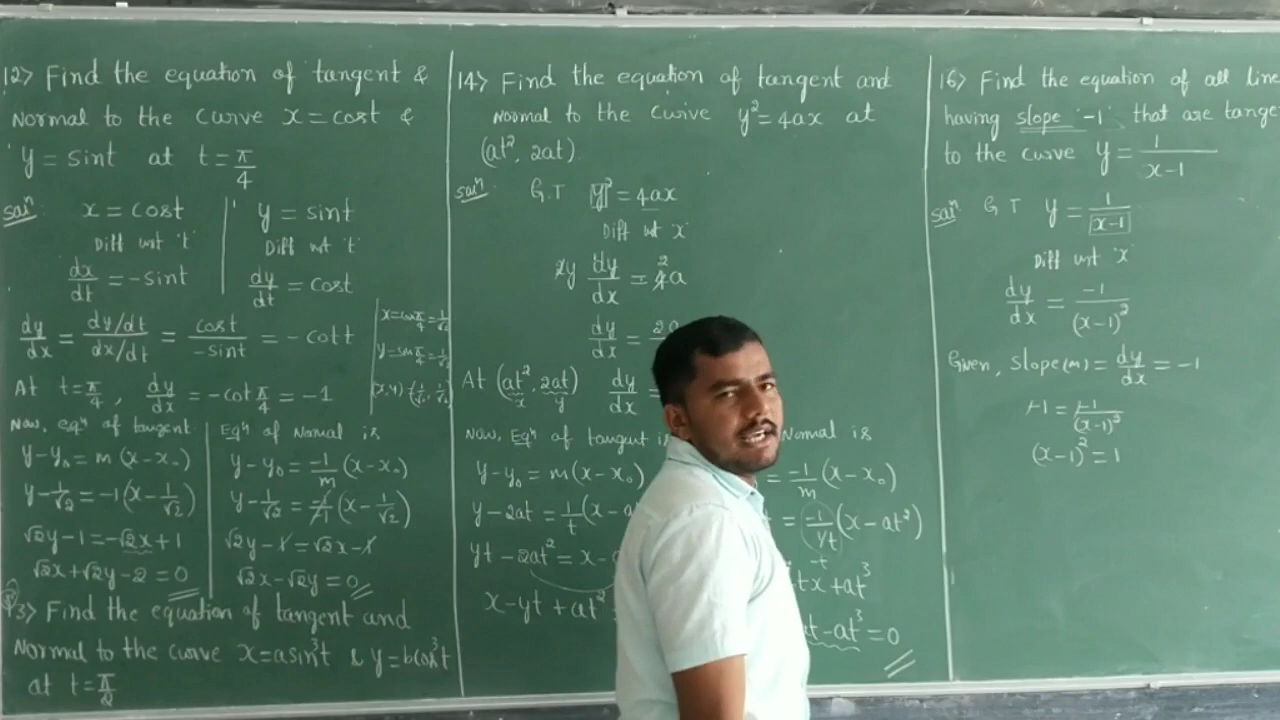 12> Find the equation of tangent &
Normal to the curve x = cost &
y = sint at t = π/4
Sol^n x = cost | y = sint
Diff wrt 't' Diff wrt 't'
dx/dt = -sint dy/dt = cost
dy/dx = (dy/dt)/(dx/dt) = cost/-sint = -cott
x = cos π/4 = 1/√2
y = sin π/4 = 1/√2
(x,y) = (1/√2, 1/√2)
At t = π/4, dy/dx = -cot π/4 = -1
Now, eq^n of tangent
y-y₀ = m(x-x₀)
y - 1/√2 = -1(x - 1/√2)
√2y-1 = -√2x+1
√2x+√2y-2 = 0
Eq^n of Normal is
y-y₀ = -1/m (x-x₀)
y - 1/√2 = -1/-1 (x - 1/√2)
√2y-1 = √2x-1
√2x-√2y = 0
13> Find the equation of tangent and
Normal to the curve x = asin³t & y = bcos³t
at t = π/2
14> Find the equation of tangent and
Normal to the curve y² = 4ax at
(at², 2at)
Sol^n G.T y² = 4ax
Diff wt 'x'
2y dy/dx = 4a 2
dy/dx =
At (at², 2at) dy/dx =
x y
Now, Eq^n of tangent is
y-y₀ = m(x-x₀)
y-2at = 1/t (x-
yt-2at² = x-
x-yt+at²
Normal is
= -1/m (x-x₀)
= -1/(1/t) (x-at²)
-t
tx+at³
-at³ = 0
16> Find the equation of all line
having slope '-1' that are tange
to the curve y = 1/(x-1)
Sol^n G T y = 1/(x-1)
Diff wrt 'x'
dy/dx = -1/(x-1)²
Given, slope(m) = dy/dx = -1
-1 = -1/(x-1)²
(x-1)² = 1